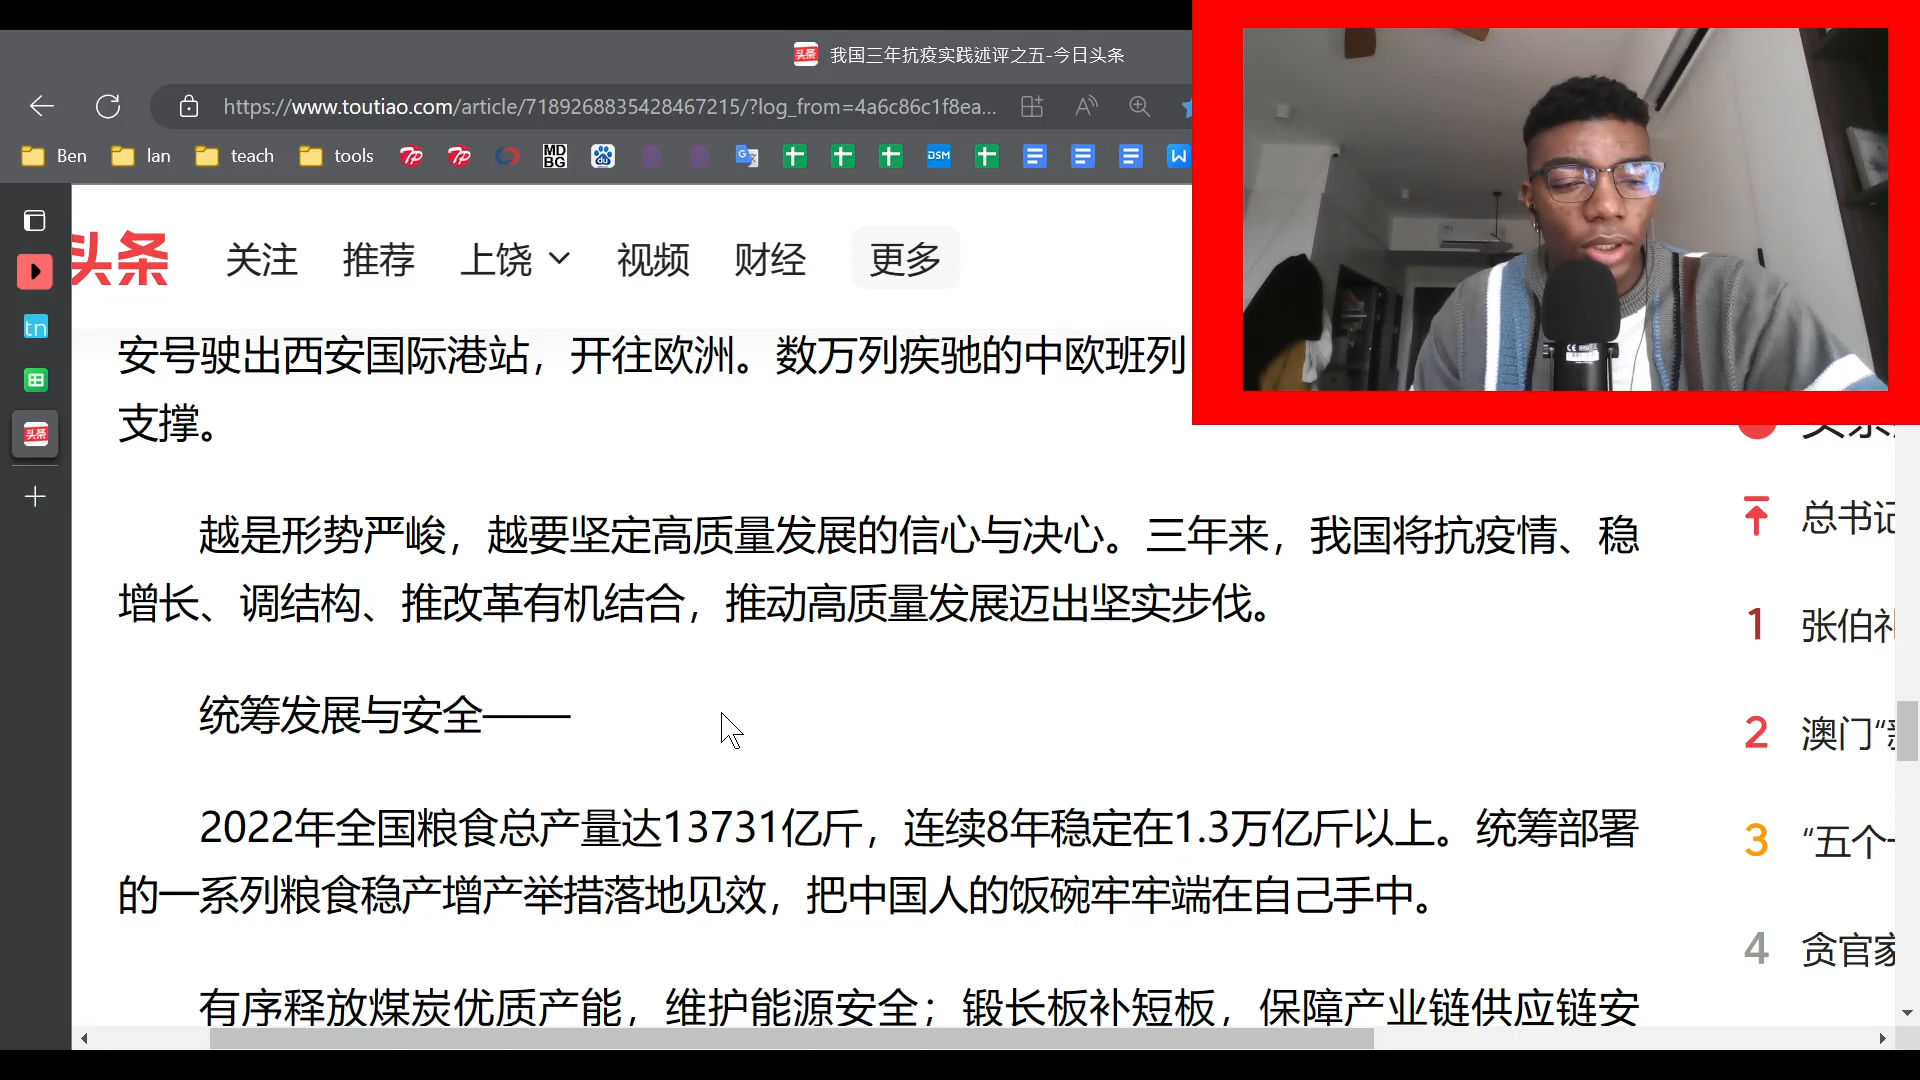 我国三年抗疫实践述评之五-今日头条
https://www.toutiao.com/article/7189268835428467215/?log_from=4a6c86c1f8ea...
Ben lan teach tools
头条 关注 推荐 上饶 视频 财经 更多
安号驶出西安国际港站，开往欧洲。数万列疾驰的中欧班列
支撑。
越是形势严峻，越要坚定高质量发展的信心与决心。三年来，我国将抗疫情、稳
增长、调结构、推改革有机结合，推动高质量发展迈出坚实步伐。
统筹发展与安全——
2022年全国粮食总产量达13731亿斤，连续8年稳定在1.3万亿斤以上。统筹部署
的一系列粮食稳产增产举措落地见效，把中国人的饭碗牢牢端在自己手中。
有序释放煤炭优质产能，维护能源安全；锻长板补短板，保障产业链供应链安
总书记
1 张伯礼
2 澳门“
3 “五个一
4 贪官家